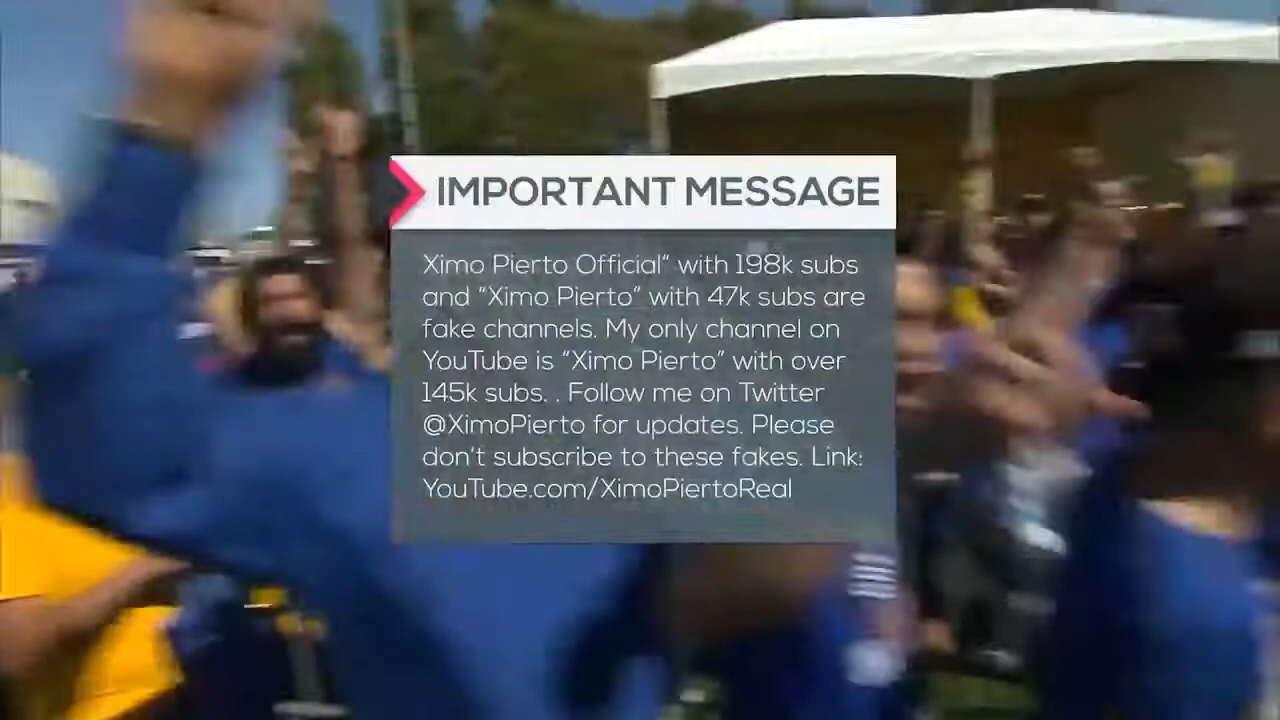 IMPORTANT MESSAGE
Ximo Pierto Official” with 198k subs
and “Ximo Pierto” with 47k subs are
fake channels. My only channel on
YouTube is “Ximo Pierto” with over
145k subs. . Follow me on Twitter
@XimoPierto for updates. Please
don’t subscribe to these fakes. Link:
YouTube.com/XimoPiertoReal